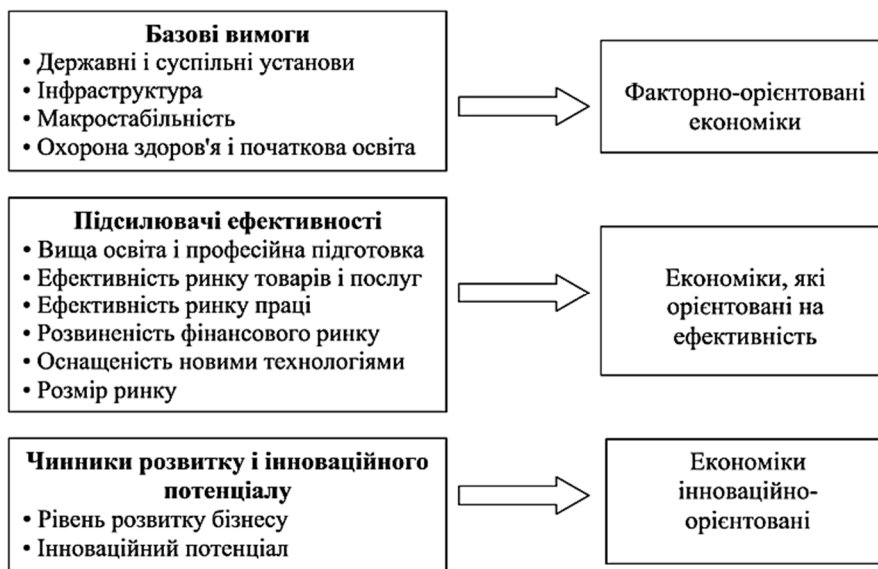 Базові вимоги
• Державні і суспільні установи
• Інфраструктура
• Макростабільність
• Охорона здоров'я і початкова освіта
Факторно-орієнтовані
економіки
Підсилювачі ефективності
• Вища освіта і професійна підготовка
• Ефективність ринку товарів і послуг
• Ефективність ринку праці
• Розвиненість фінансового ринку
• Оснащеність новими технологіями
• Розмір ринку
Економіки, які
орієнтовані на
ефективність
Чинники розвитку і інноваційного
потенціалу
• Рівень розвитку бізнесу
• Інноваційний потенціал
Економіки
інноваційно-
орієнтовані